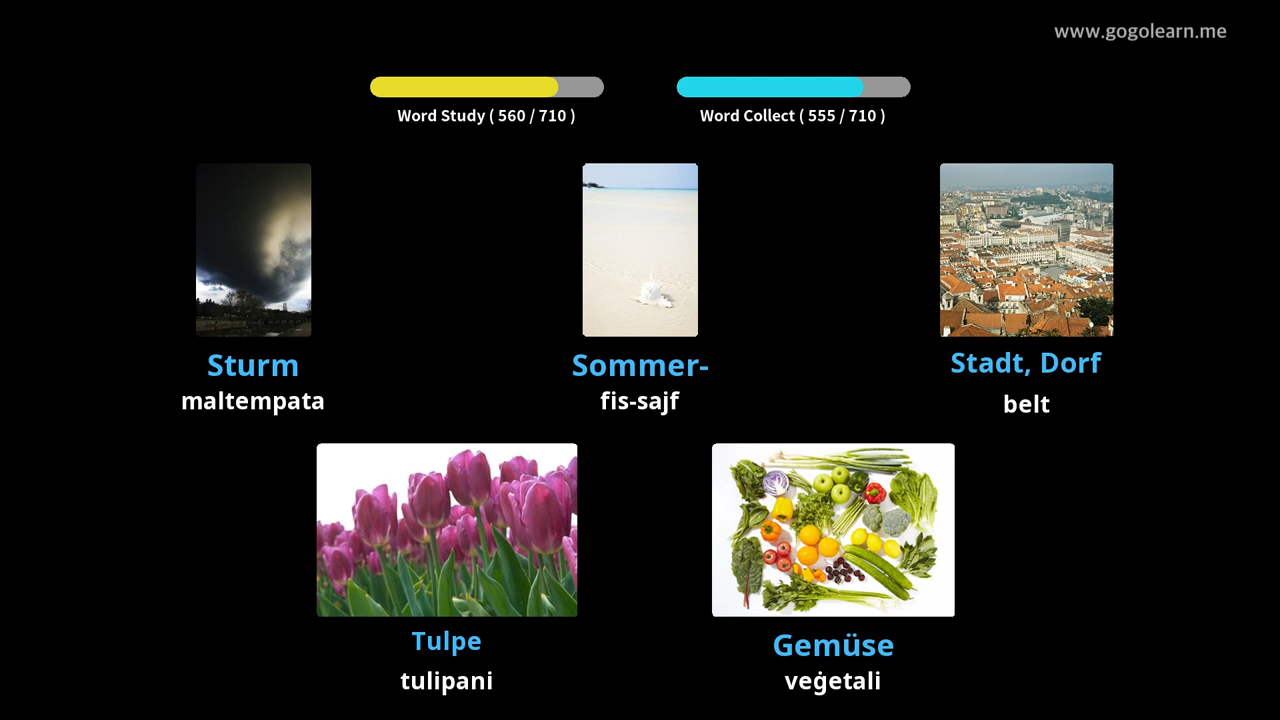 www.gogolearn.me
Word Study ( 560 / 710 )
Word Collect ( 555 / 710 )
Sturm
maltempata
Sommer-
fis-sajf
Stadt, Dorf
belt
Tulpe
tulipani
Gemüse
veġetali